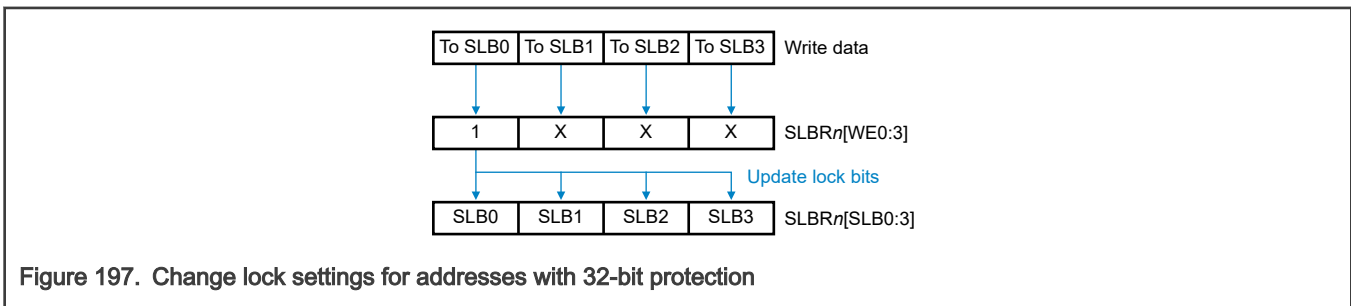 To SLB0 To SLB1 To SLB2 To SLB3 Write data
1 X X X SLBRn[WE0:3]
Update lock bits
SLB0 SLB1 SLB2 SLB3 SLBRn[SLB0:3]
Figure 197. Change lock settings for addresses with 32-bit protection